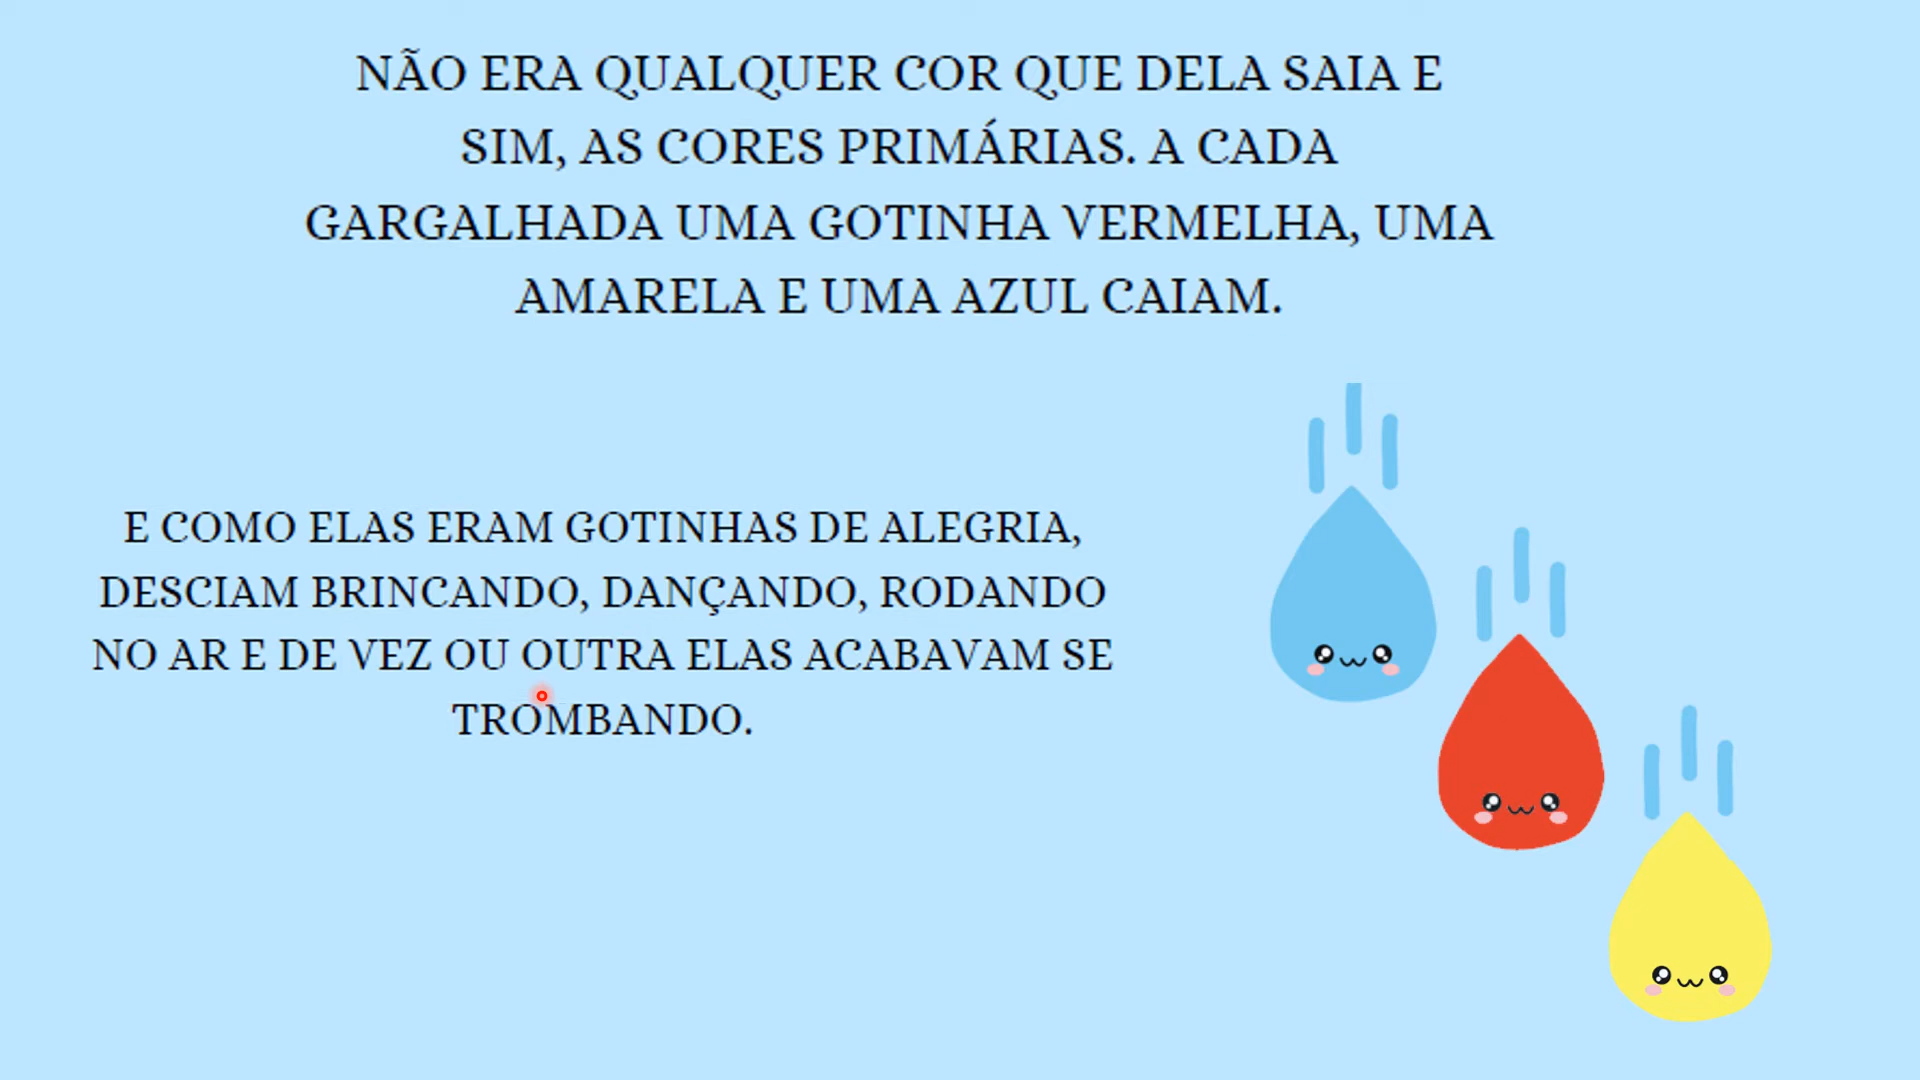 NÃO ERA QUALQUER COR QUE DELA SAIA E
SIM, AS CORES PRIMÁRIAS. A CADA
GARGALHADA UMA GOTINHA VERMELHA, UMA
AMARELA E UMA AZUL CAIAM.
E COMO ELAS ERAM GOTINHAS DE ALEGRIA,
DESCIAM BRINCANDO, DANÇANDO, RODANDO
NO AR E DE VEZ OU OUTRA ELAS ACABAVAM SE
TROMBANDO.